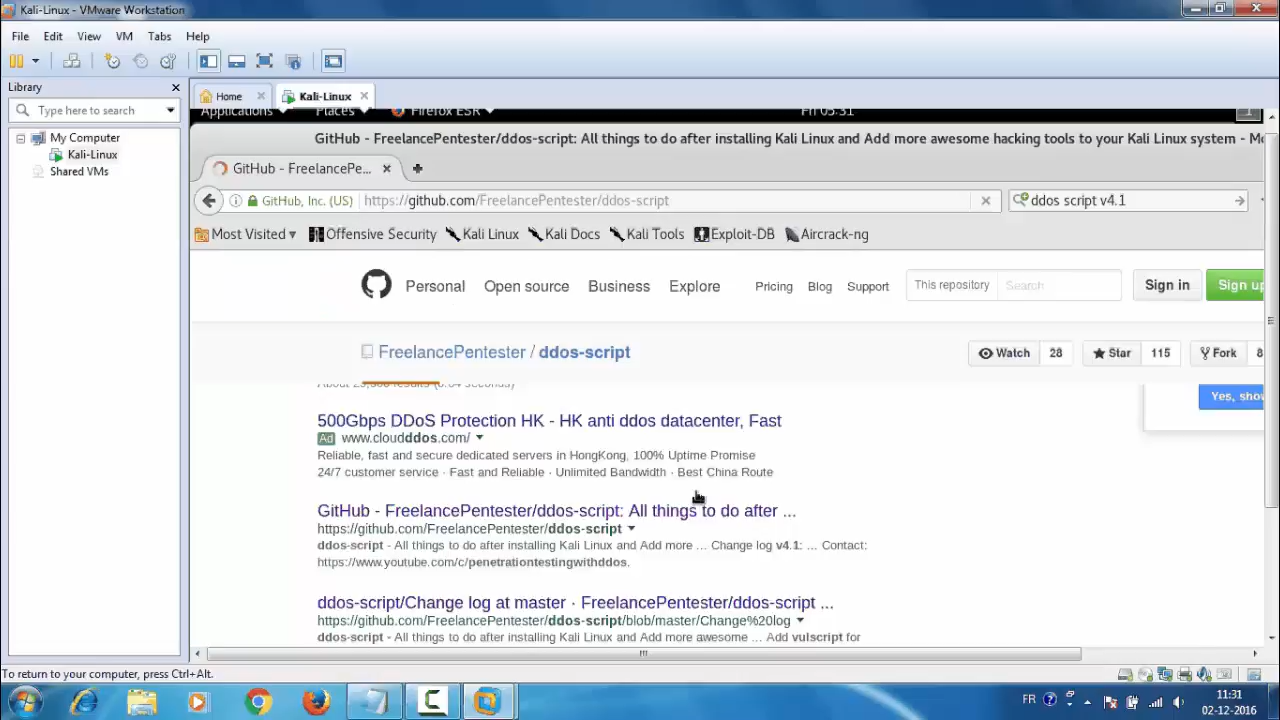 Kali-Linux - VMware Workstation
File Edit View VM Tabs Help
Library
Type here to search
My Computer
Kali-Linux
Shared VMs
Home
Kali-Linux
Applications Places Firefox ESR Fri 05:31 1
GitHub - FreelancePentester/ddos-script: All things to do after installing Kali Linux and Add more awesome hacking tools to your Kali Linux system - Mo
GitHub - FreelancePe...
GitHub, Inc. (US) https://github.com/FreelancePentester/ddos-script
ddos script v4.1
Most Visited Offensive Security Kali Linux Kali Docs Kali Tools Exploit-DB Aircrack-ng
Personal Open source Business Explore Pricing Blog Support This repository Search Sign in Sign up
FreelancePentester / ddos-script Watch 28 Star 115 Fork 8
Yes, show
500Gbps DDoS Protection HK - HK anti ddos datacenter, Fast
Ad www.cloudddos.com/
Reliable, fast and secure dedicated servers in HongKong, 100% Uptime Promise
24/7 customer service · Fast and Reliable · Unlimited Bandwidth · Best China Route
GitHub - FreelancePentester/ddos-script: All things to do after ...
https://github.com/FreelancePentester/ddos-script
ddos-script - All things to do after installing Kali Linux and Add more ... Change log v4.1: ... Contact:
https://www.youtube.com/c/penetrationtestingwithddos.
ddos-script/Change log at master · FreelancePentester/ddos-script ...
https://github.com/FreelancePentester/ddos-script/blob/master/Change%20log
ddos-script - All things to do after installing Kali Linux and Add more awesome ... Add vulscript for
To return to your computer, press Ctrl+Alt.
FR
11:31
02-12-2016